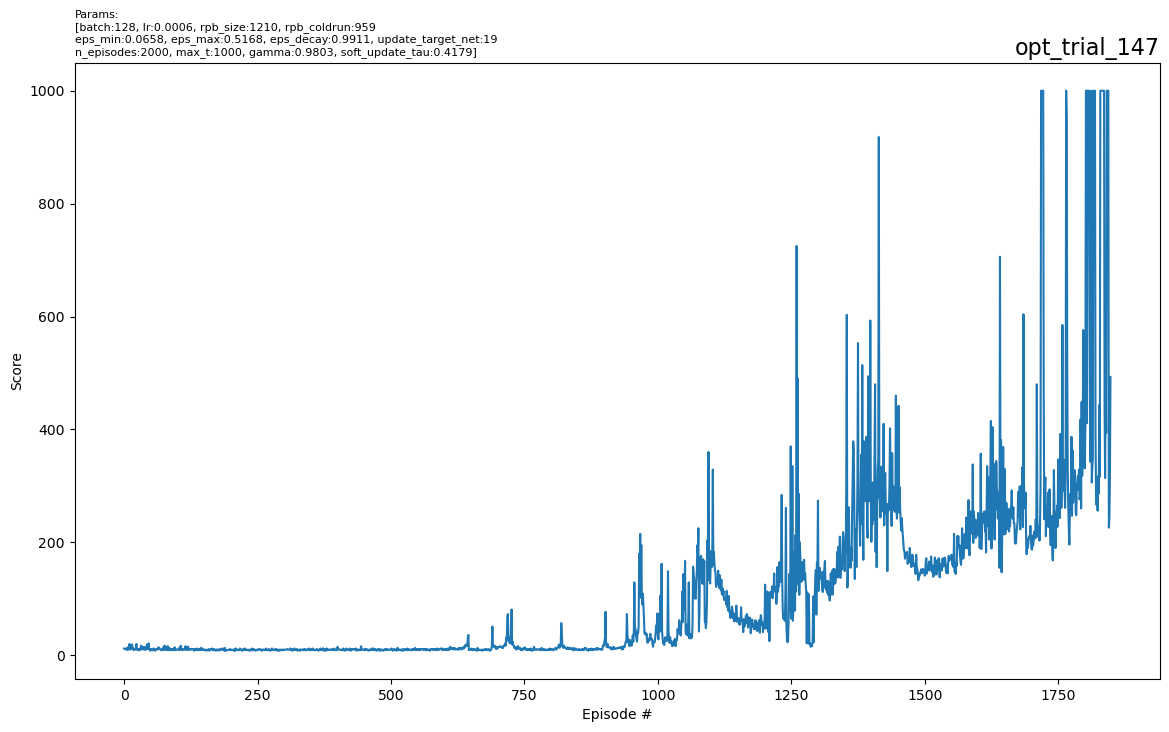 Params:
[batch:128, lr:0.0006, rpb_size:1210, rpb_coldrun:959
eps_min:0.0658, eps_max:0.5168, eps_decay:0.9911, update_target_net:19
n_episodes:2000, max_t:1000, gamma:0.9803, soft_update_tau:0.4179]
opt_trial_147
1000
800
600
400
200
0
Score
0 250 500 750 1000 1250 1500 1750
Episode #